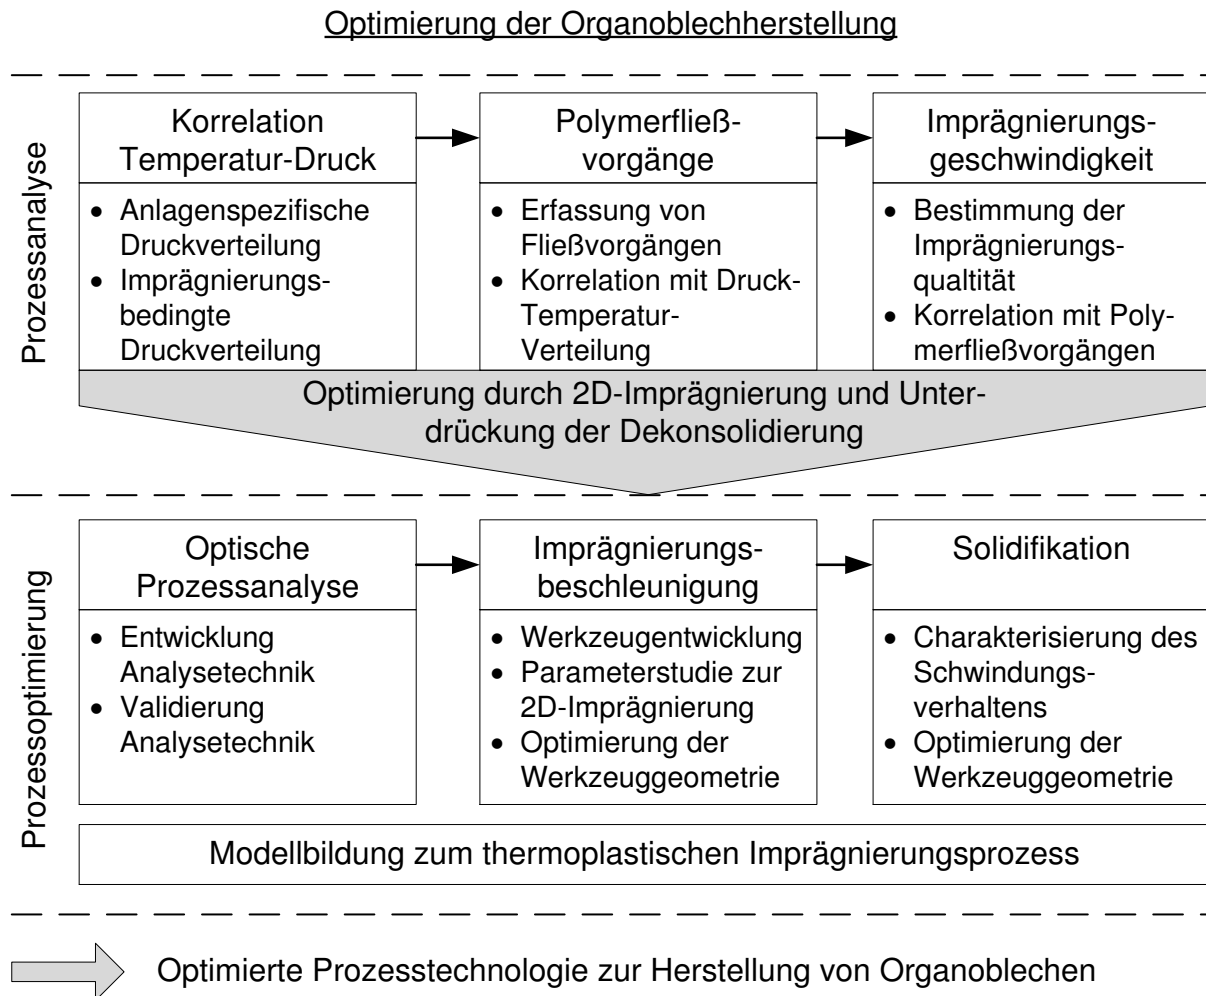 Optimierung der Organoblechherstellung
Prozessanalyse
Korrelation
Temperatur-Druck
• Anlagenspezifische
Druckverteilung
• Imprägnierungs-
bedingte
Druckverteilung
Polymerfließ-
vorgänge
• Erfassung von
Fließvorgängen
• Korrelation mit Druck-
Temperatur-
Verteilung
Imprägnierungs-
geschwindigkeit
• Bestimmung der
Imprägnierungs-
qualtität
• Korrelation mit Poly-
merfließvorgängen
Optimierung durch 2D-Imprägnierung und Unter-
drückung der Dekonsolidierung
Prozessoptimierung
Optische
Prozessanalyse
• Entwicklung
Analysetechnik
• Validierung
Analysetechnik
Imprägnierungs-
beschleunigung
• Werkzeugentwicklung
• Parameterstudie zur
2D-Imprägnierung
• Optimierung der
Werkzeuggeometrie
Solidifikation
• Charakterisierung des
Schwindungs-
verhaltens
• Optimierung der
Werkzeuggeometrie
Modellbildung zum thermoplastischen Imprägnierungsprozess
Optimierte Prozesstechnologie zur Herstellung von Organoblechen